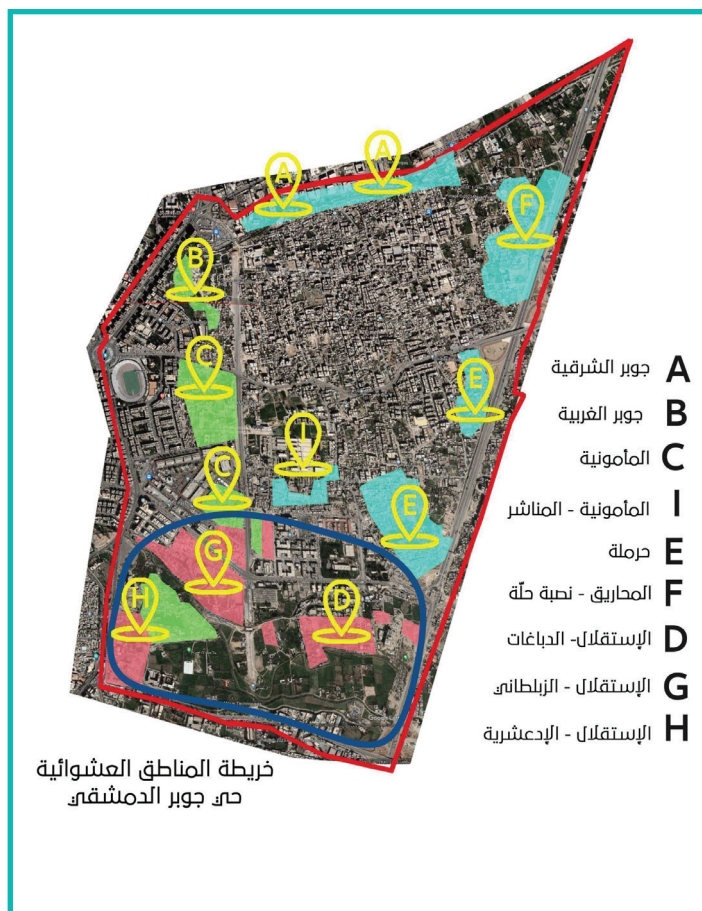 A
A
F
B
C
E
I
C
E
G
D
H
A جوبر الشرقية
B جوبر الغربية
C المأمونية
I المأمونية - المناشر
E حرملة
F المحاريق - نصبة حلّة
D الإستقلال- الدباغات
G الإستقلال - الزبلطاني
H الإستقلال - الإدعشرية
خريطة المناطق العشوائية
حي جوبر الدمشقي